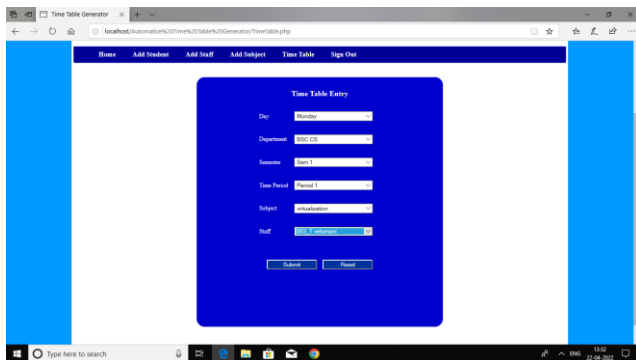 Time Table Generator
localhost/Automatice%20Time%20Table%20Generator/TimeTable.php
Home Add Student Add Staff Add Subject Time Table Sign Out
Time Table Entry
Day Monday
Department BSC CS
Semester Sem 1
Time Period Period 1
Subject virtualization
Staff
Submit Reset
Type here to search
ENG
13:02
22-04-2022